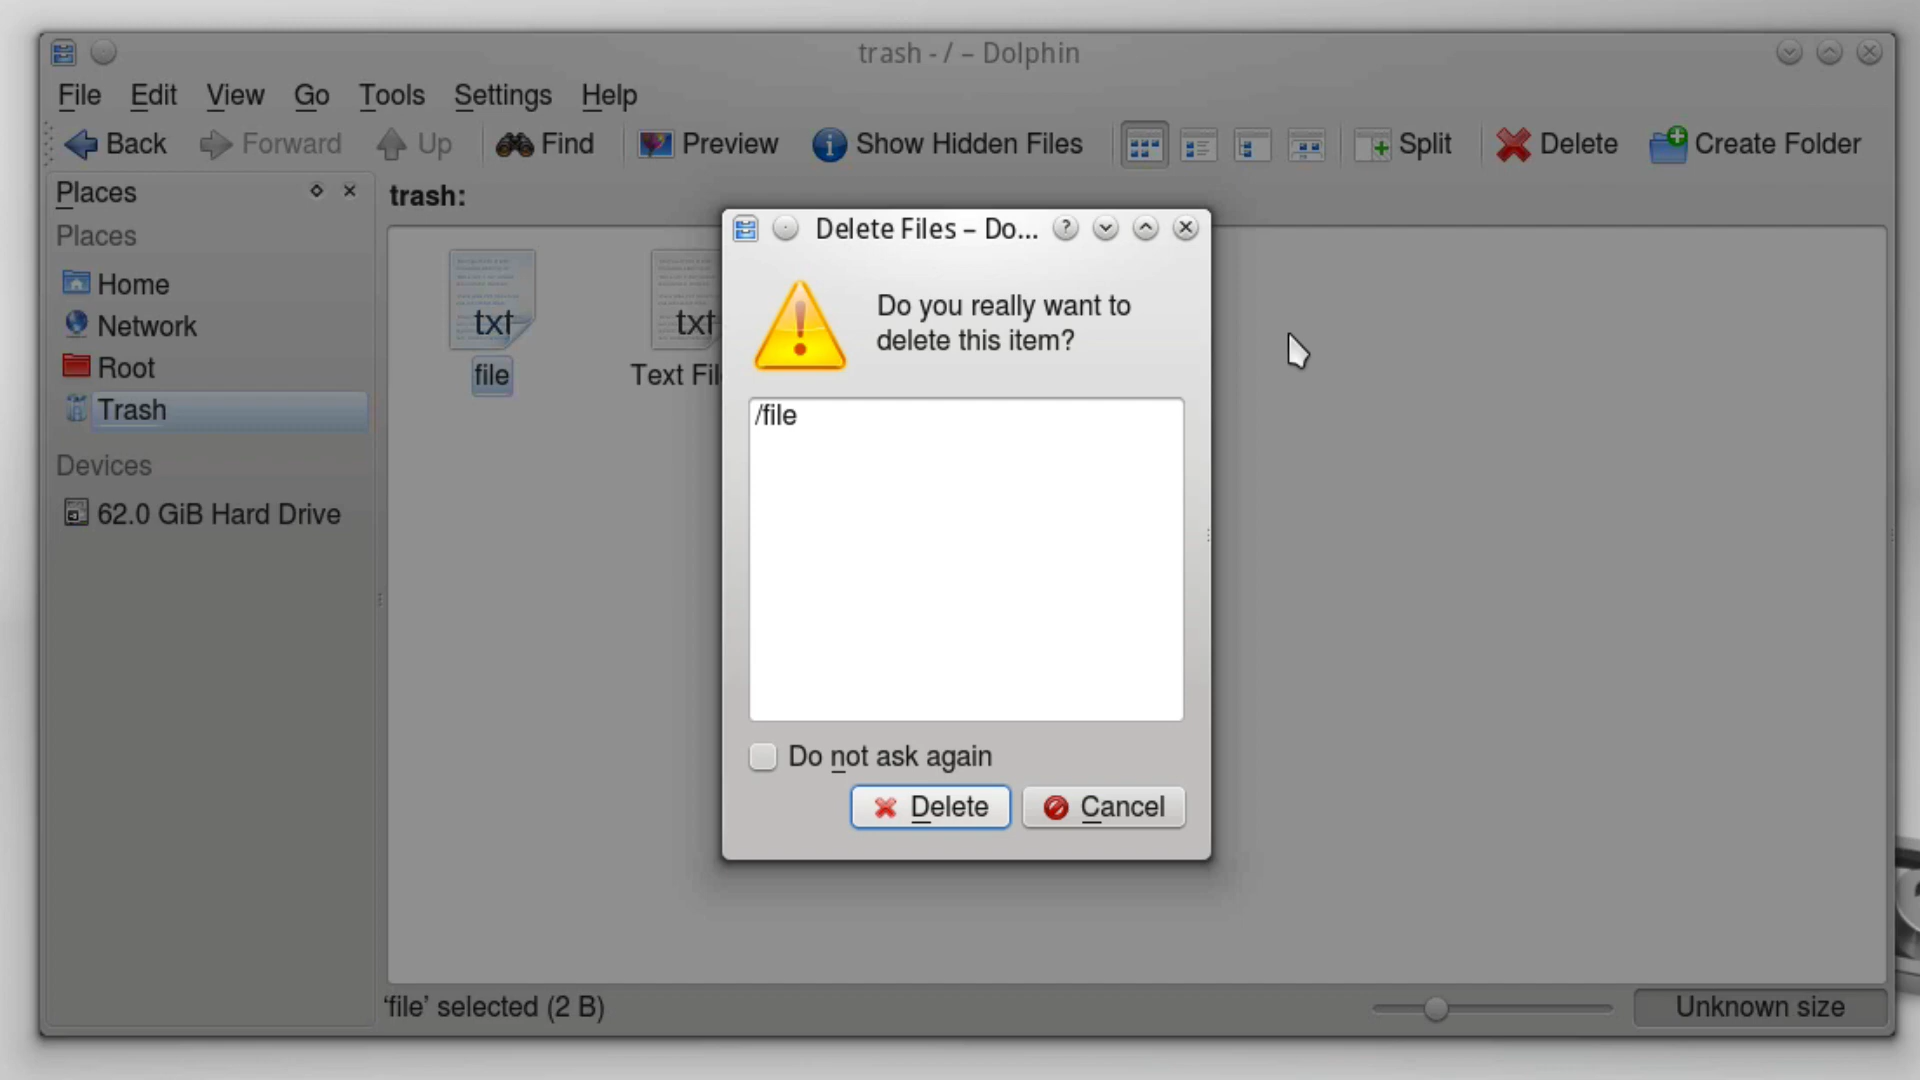 trash - / – Dolphin
File Edit View Go Tools Settings Help
Back Forward Up Find Preview Show Hidden Files Split Delete Create Folder
Places
trash:
Places
Home
Network
Root
Trash
Devices
62.0 GiB Hard Drive
txt
file
txt
Text Fil
Delete Files – Do...
Do you really want to
delete this item?
/file
Do not ask again
Delete Cancel
‘file’ selected (2 B)
Unknown size